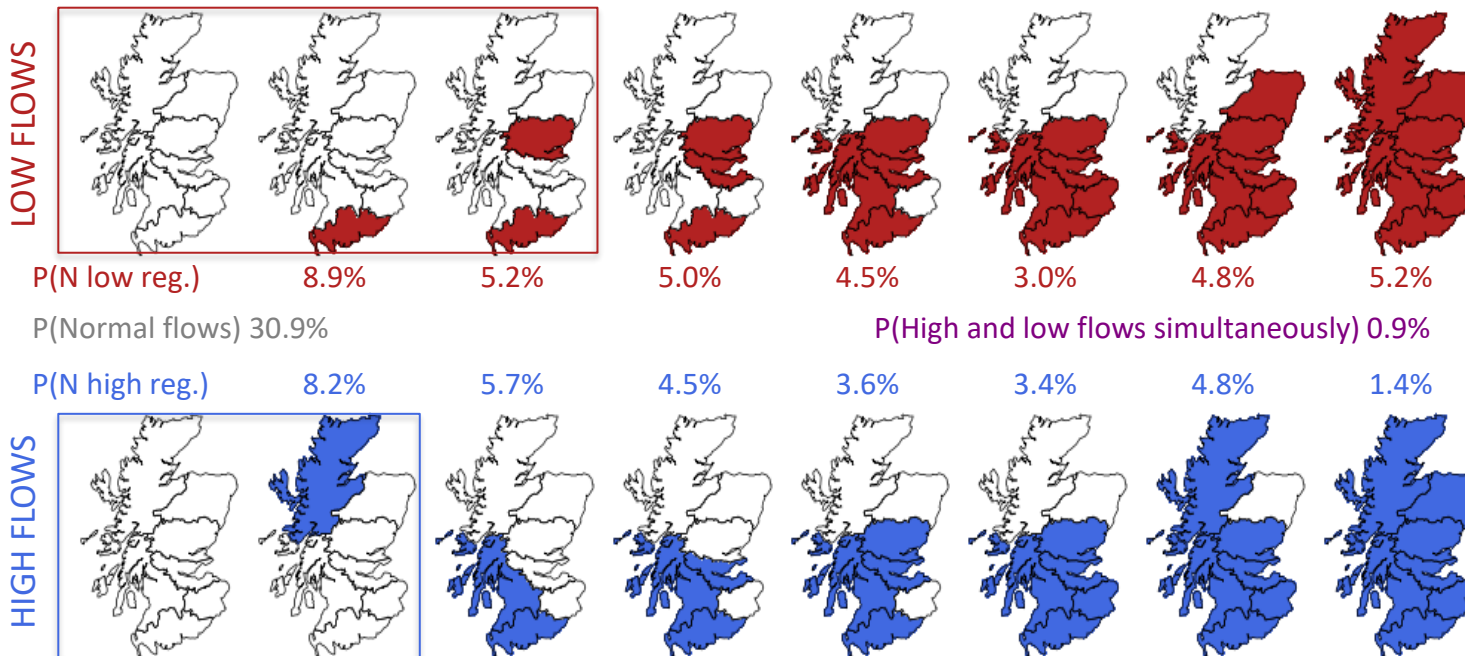 LOW FLOWS
P(N low reg.) 8.9% 5.2% 5.0% 4.5% 3.0% 4.8% 5.2%
P(Normal flows) 30.9% P(High and low flows simultaneously) 0.9%
P(N high reg.) 8.2% 5.7% 4.5% 3.6% 3.4% 4.8% 1.4%
HIGH FLOWS